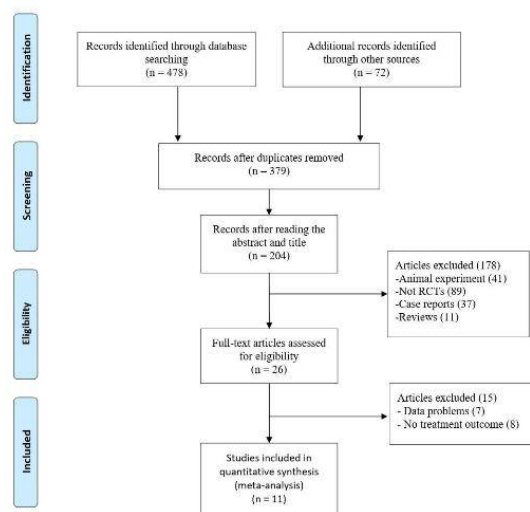 Identification
Records identified through database
searching
(n – 478)
Additional records identified
through other sources
(n – 72)
Screening
Records after duplicates removed
(n – 379)
Records after reading the
abstract and title
(n – 204)
Articles excluded (178)
-Animal experiment (41)
-Not RCTs (89)
-Case reports (37)
-Reviews (11)
Eligibility
Full-text articles assessed
for eligibility
(n = 26)
Articles excluded (15)
- Data problems (7)
- No treatment outcome (8)
Included
Studies included in
quantitative synthesis
(meta-analysis)
(n = 11)